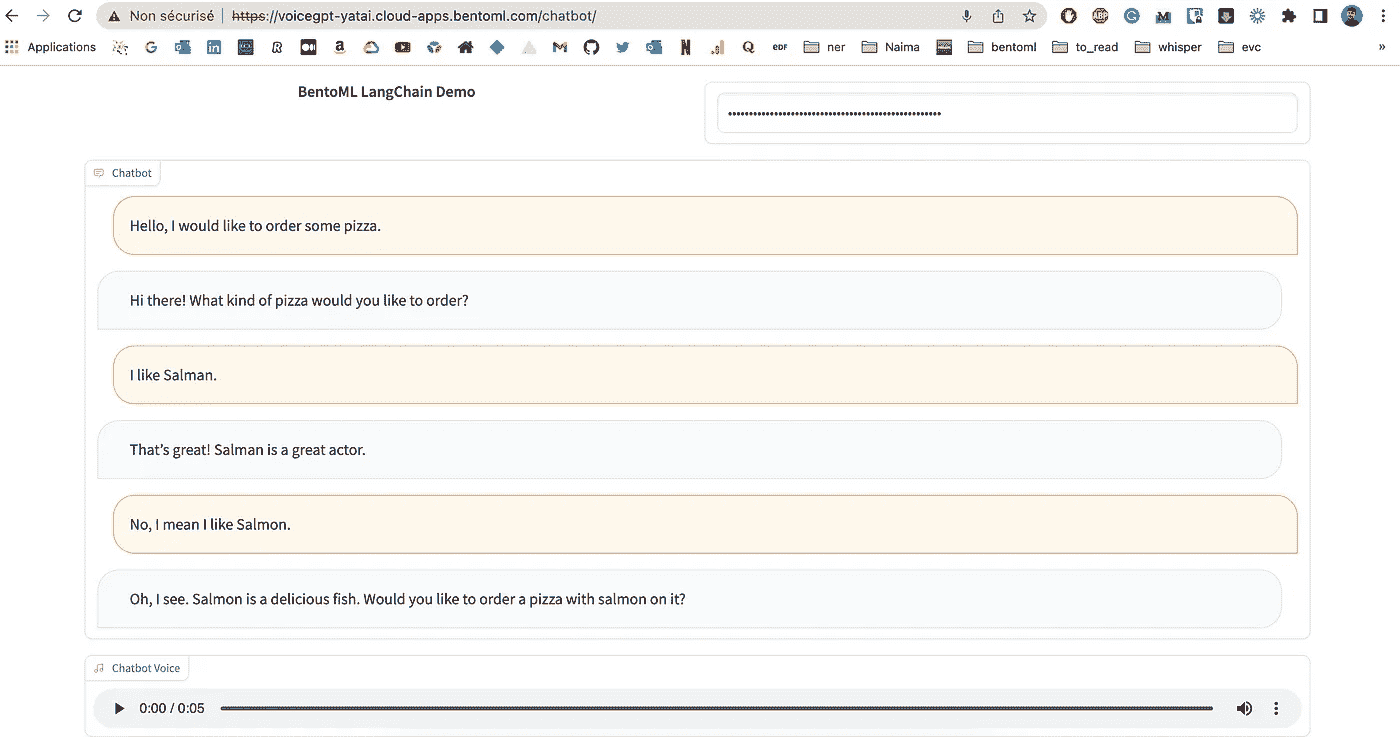 Non sécurisé | https://voicegpt-yatai.cloud-apps.bentoml.com/chatbot/
Applications ner Naima bentoml to_read whisper evc »
BentoML LangChain Demo
••••••••••••••••••••••••••••••••••••••••••••••••••••
Chatbot
Hello, I would like to order some pizza.
Hi there! What kind of pizza would you like to order?
I like Salman.
That's great! Salman is a great actor.
No, I mean I like Salmon.
Oh, I see. Salmon is a delicious fish. Would you like to order a pizza with salmon on it?
Chatbot Voice
0:00 / 0:05